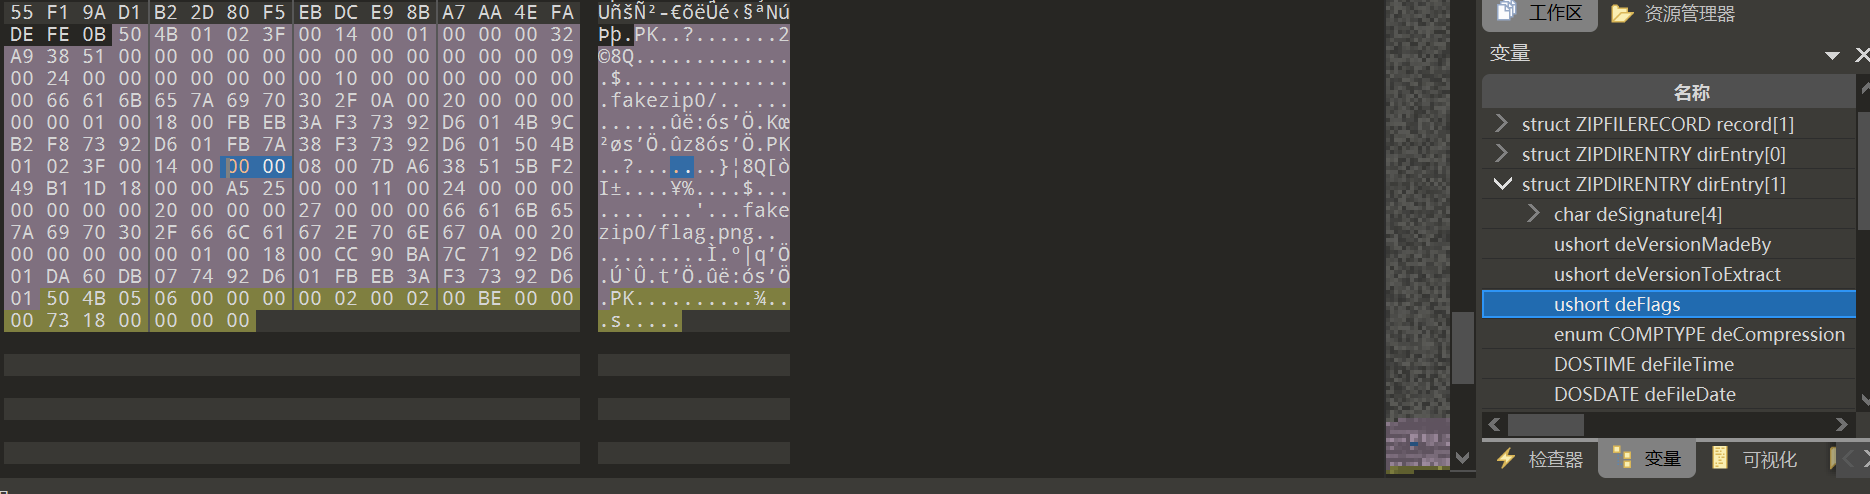 55 F1 9A D1 B2 2D 80 F5 EB DC E9 8B A7 AA 4E FA UñšÑ²-€õëÜé‹§ªNú
DE FE 0B 50 4B 01 02 3F 00 14 00 01 00 00 00 32 Þþ.PK..?.......2
A9 38 51 00 00 00 00 00 00 00 00 00 00 00 00 09 ©8Q.............
00 24 00 00 00 00 00 00 00 10 00 00 00 00 00 00 .$..............
00 66 61 6B 65 7A 69 70 30 2F 0A 00 20 00 00 00 .fakezip0/.. ...
00 00 01 00 18 00 FB EB 3A F3 73 92 D6 01 4B 9C ......ûë:ós’Ö.Kœ
B2 F8 73 92 D6 01 FB 7A 38 F3 73 92 D6 01 50 4B ²øs’Ö.ûz8ós’Ö.PK
01 02 3F 00 14 00 00 00 08 00 7D A6 38 51 5B F2 ..?.......}¦8Q[ò
49 B1 1D 18 00 00 A5 25 00 00 11 00 24 00 00 00 I±....¥%....$...
00 00 00 00 20 00 00 00 27 00 00 00 66 61 6B 65 .... ...'...fake
7A 69 70 30 2F 66 6C 61 67 2E 70 6E 67 0A 00 20 zip0/flag.png..
00 00 00 00 00 01 00 18 00 CC 90 BA 7C 71 92 D6 .........Ì.º|q’Ö
01 DA 60 DB 07 74 92 D6 01 FB EB 3A F3 73 92 D6 .Ú`Û.t’Ö.ûë:ós’Ö
01 50 4B 05 06 00 00 00 00 02 00 02 00 BE 00 00 .PK..........¾..
00 73 18 00 00 00 00 .s.....
工作区 资源管理器
变量
名称
struct ZIPFILERECORD record[1]
struct ZIPDIRENTRY dirEntry[0]
struct ZIPDIRENTRY dirEntry[1]
char deSignature[4]
ushort deVersionMadeBy
ushort deVersionToExtract
ushort deFlags
enum COMPTYPE deCompression
DOSTIME deFileTime
DOSDATE deFileDate
检查器 变量 可视化